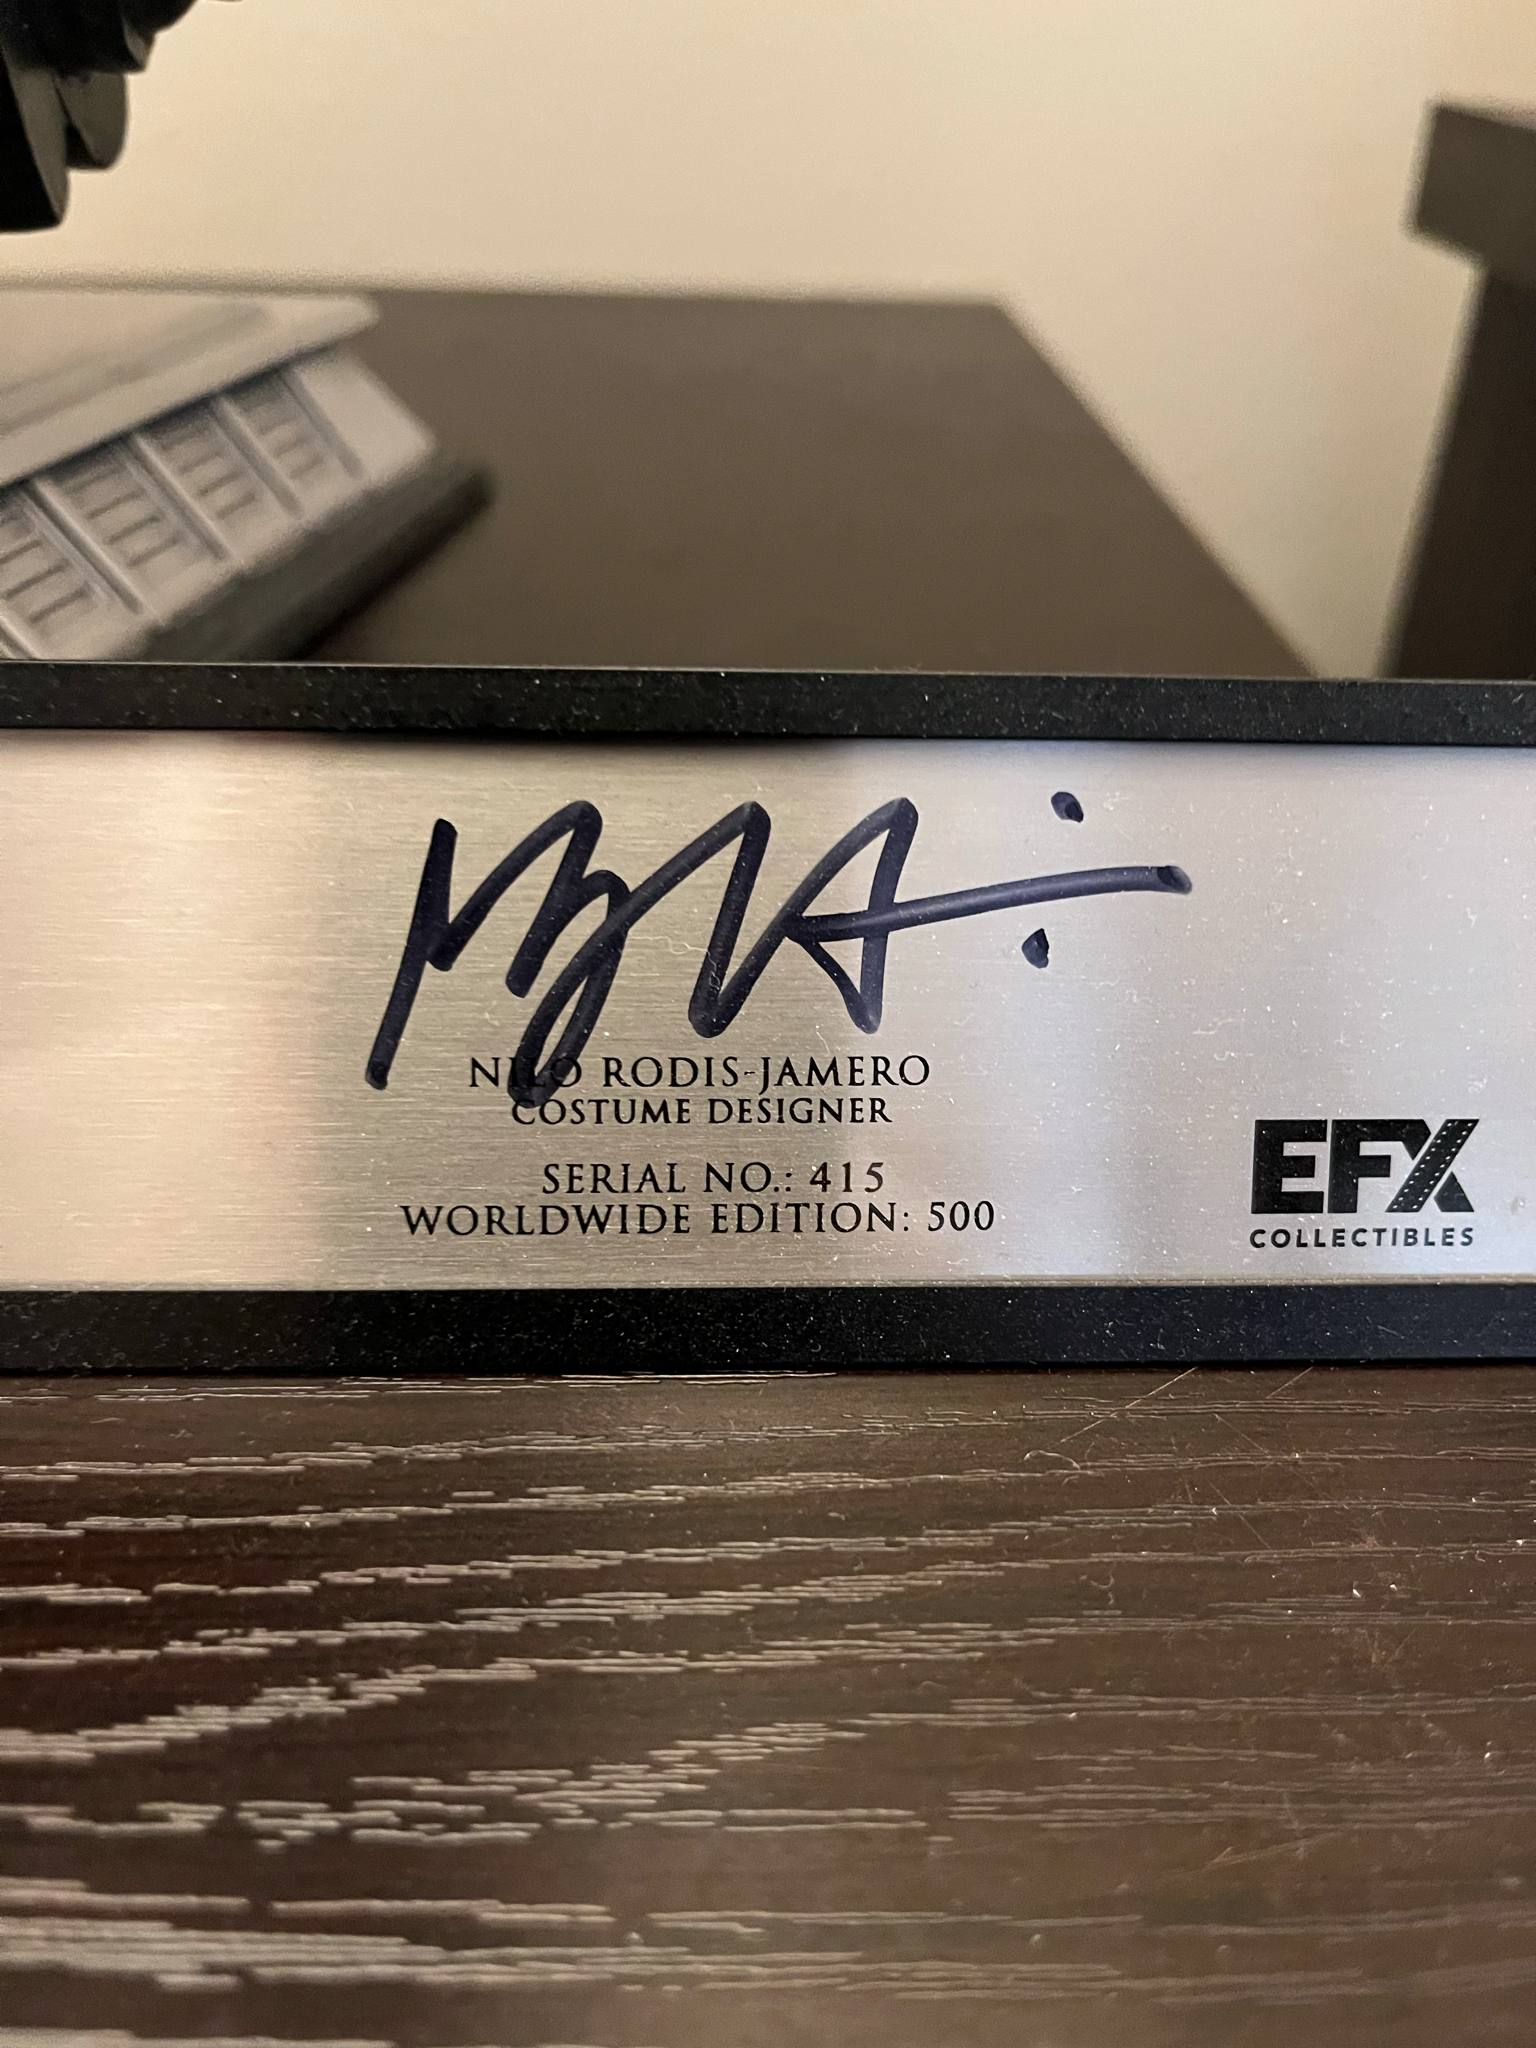 NILO RODIS-JAMERO
COSTUME DESIGNER
SERIAL NO.: 415
WORLDWIDE EDITION: 500
EFX
COLLECTIBLES